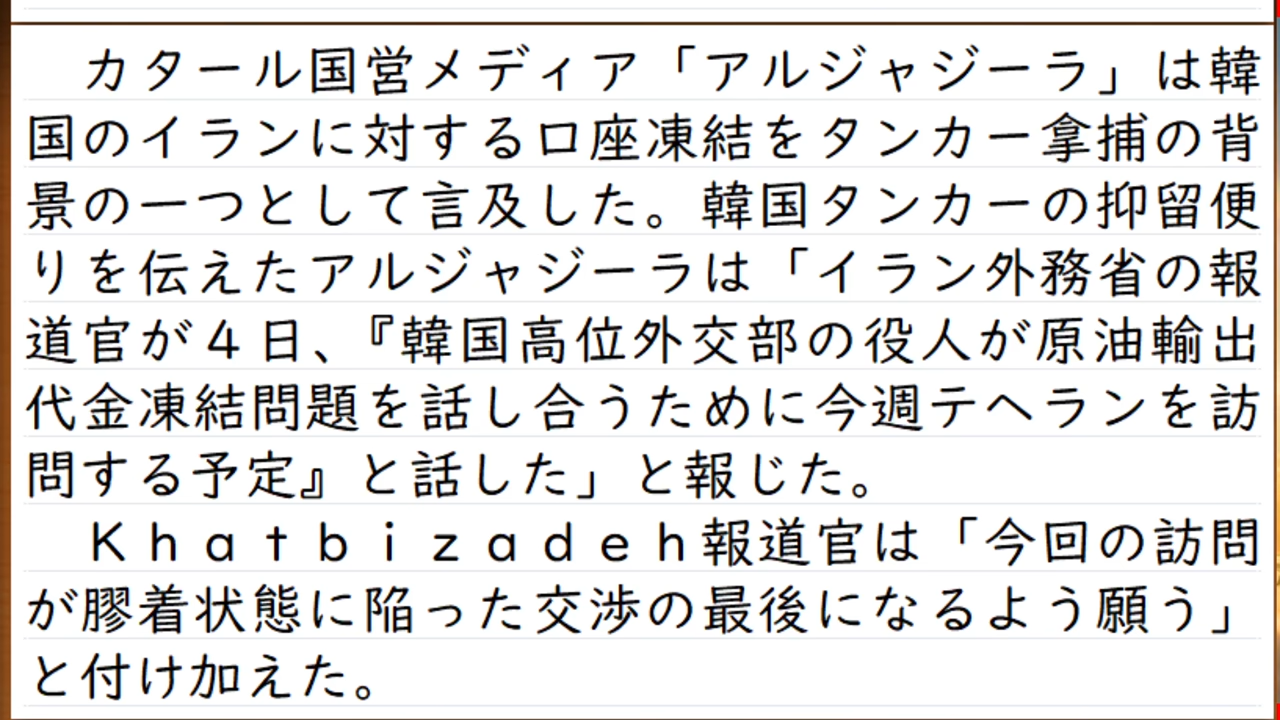 カタール国営メディア「アルジャジーラ」は韓
国のイランに対する口座凍結をタンカー拿捕の背
景の一つとして言及した。韓国タンカーの抑留便
りを伝えたアルジャジーラは「イラン外務省の報
道官が４日、『韓国高位外交部の役人が原油輸出
代金凍結問題を話し合うために今週テヘランを訪
問する予定』と話した」と報じた。
Ｋｈａｔｂｉｚａｄｅｈ報道官は「今回の訪問
が膠着状態に陥った交渉の最後になるよう願う」
と付け加えた。